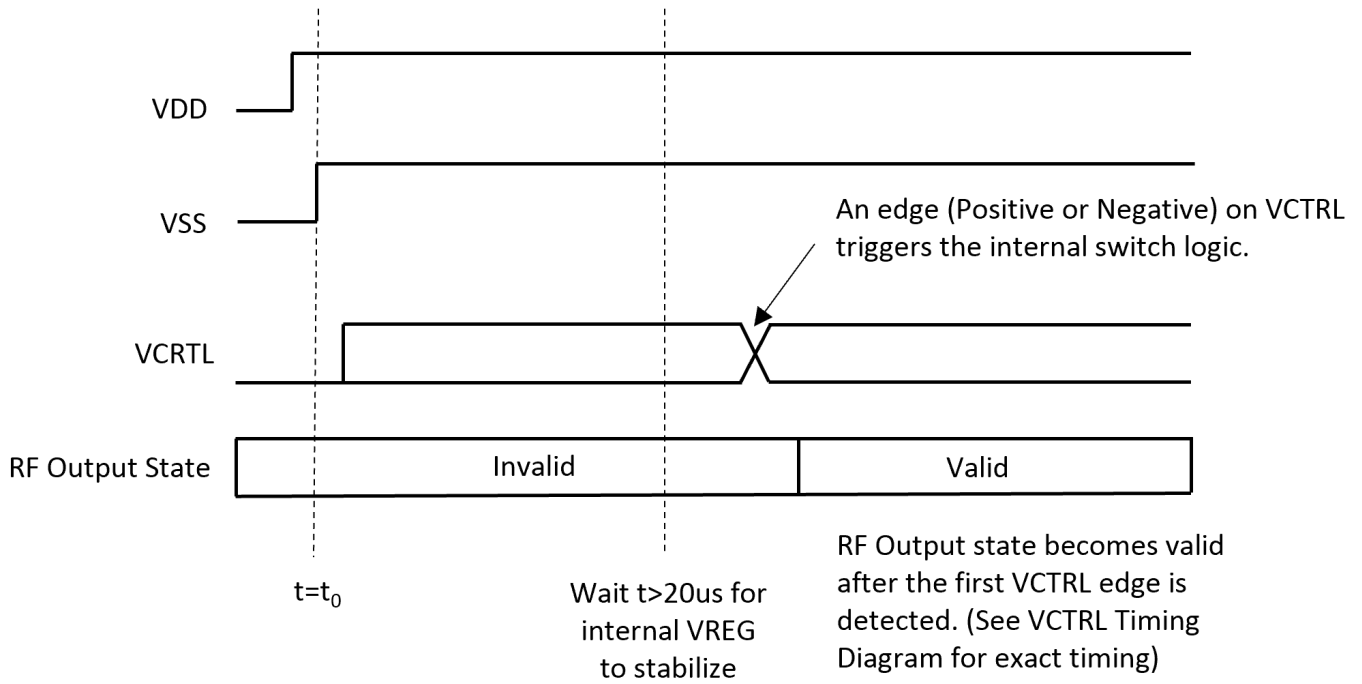 VDD
VSS
An edge (Positive or Negative) on VCTRL
triggers the internal switch logic.
VCRTL
RF Output State
Invalid
Valid
t=t₀
Wait t>20us for
internal VREG
to stabilize
RF Output state becomes valid
after the first VCTRL edge is
detected. (See VCTRL Timing
Diagram for exact timing)